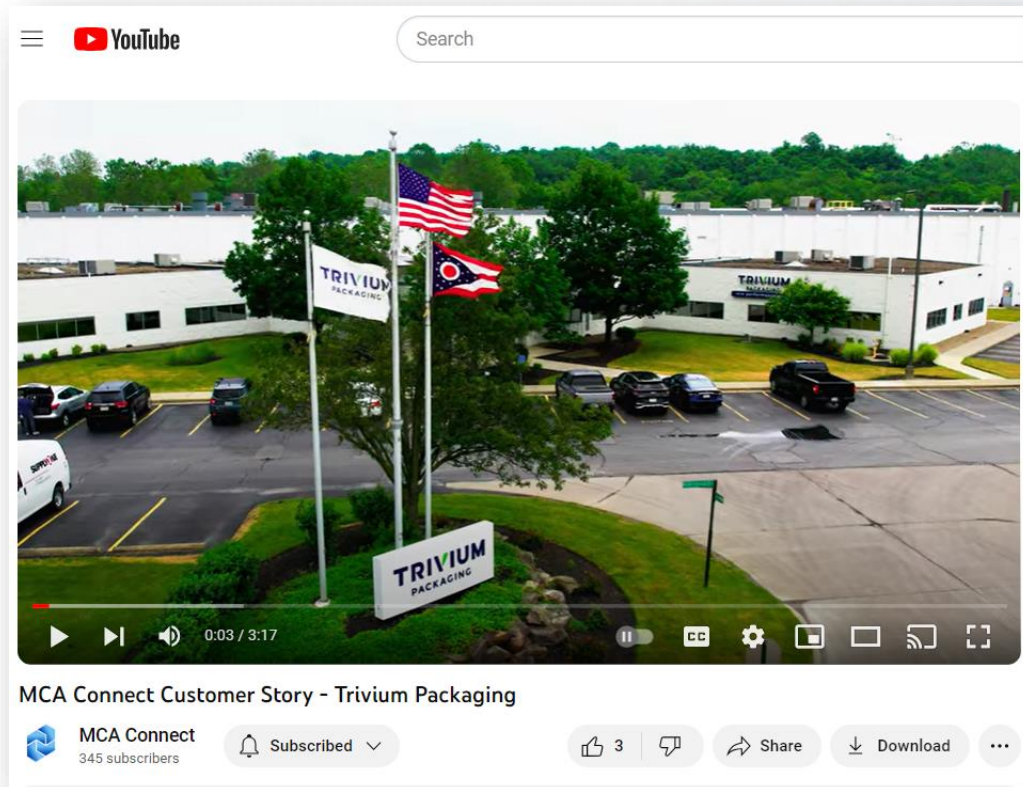 YouTube
Search
TRIVIUM
PACKAGING
TRIVIUM
PACKAGING
TRIVIUM
PACKAGING
0:03 / 3:17
CC
MCA Connect Customer Story - Trivium Packaging
MCA Connect
345 subscribers
Subscribed
3
Share
Download